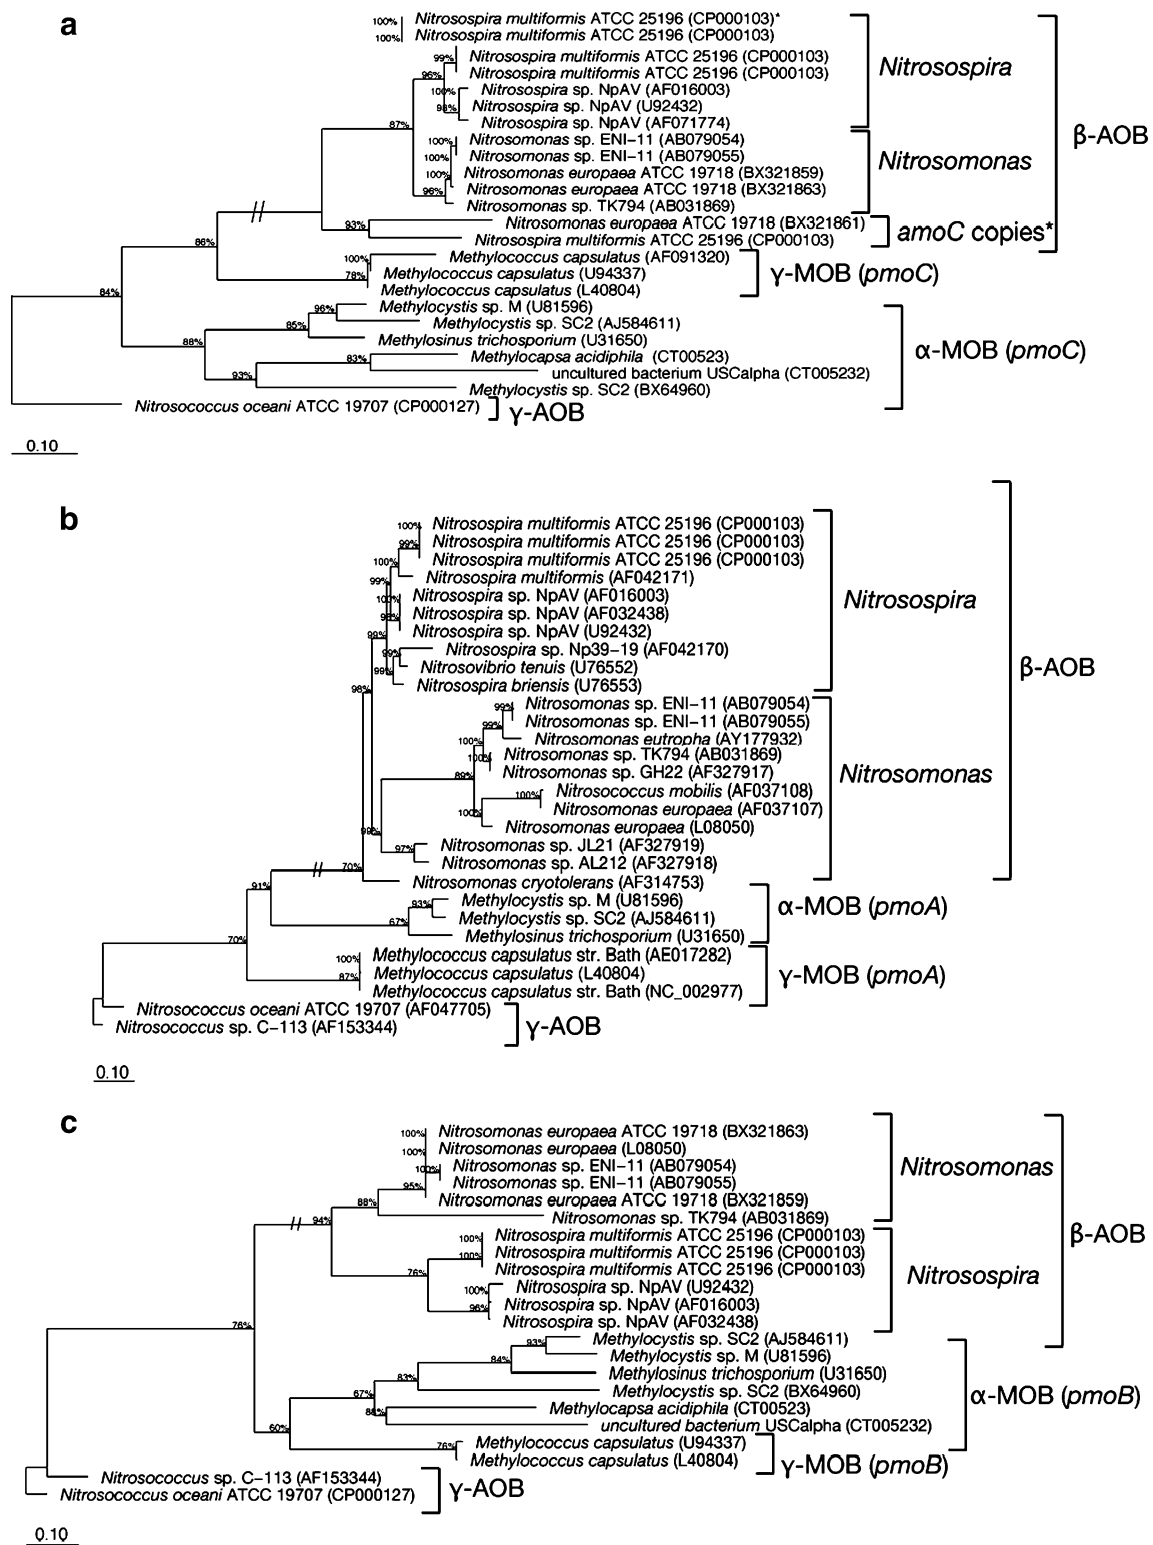 a
100% Nitrosospira multiformis ATCC 25196 (CP000103)*
100% Nitrosospira multiformis ATCC 25196 (CP000103)
99% Nitrosospira multiformis ATCC 25196 (CP000103)
96% Nitrosospira multiformis ATCC 25196 (CP000103)
Nitrosospira
100% Nitrosospira sp. NpAV (AF016003)
98% Nitrosospira sp. NpAV (U92432)
87% Nitrosospira sp. NpAV (AF071774)
β-AOB
100% Nitrosomonas sp. ENI–11 (AB079054)
100% Nitrosomonas sp. ENI–11 (AB079055)
Nitrosomonas
100% Nitrosomonas europaea ATCC 19718 (BX321859)
96% Nitrosomonas europaea ATCC 19718 (BX321863)
Nitrosomonas sp. TK794 (AB031869)
93% Nitrosomonas europaea ATCC 19718 (BX321861)
amoC copies*
86% Nitrosospira multiformis ATCC 25196 (CP000103)
100% Methylococcus capsulatus (AF091320)
78% Methylococcus capsulatus (U94337)
γ-MOB (pmoC)
84% Methylococcus capsulatus (L40804)
96% Methylocystis sp. M (U81596)
85% Methylocystis sp. SC2 (AJ584611)
88% Methylosinus trichosporium (U31650)
α-MOB (pmoC)
83% Methylocapsa acidiphila (CT00523)
93% uncultured bacterium USCalpha (CT005232)
Methylocystis sp. SC2 (BX64960)
Nitrosococcus oceani ATCC 19707 (CP000127)
γ-AOB
0.10
b
100% Nitrosospira multiformis ATCC 25196 (CP000103)
99% Nitrosospira multiformis ATCC 25196 (CP000103)
100% Nitrosospira multiformis ATCC 25196 (CP000103)
99% Nitrosospira multiformis (AF042171)
100% Nitrosospira sp. NpAV (AF016003)
Nitrosospira
98% Nitrosospira sp. NpAV (AF032438)
99% Nitrosospira sp. NpAV (U92432)
99% Nitrosospira sp. Np39–19 (AF042170)
99% Nitrosovibrio tenuis (U76552)
β-AOB
98% Nitrosospira briensis (U76553)
99% Nitrosomonas sp. ENI–11 (AB079054)
99% Nitrosomonas sp. ENI–11 (AB079055)
100% Nitrosomonas eutropha (AY177932)
100% Nitrosomonas sp. TK794 (AB031869)
89% Nitrosomonas sp. GH22 (AF327917)
Nitrosomonas
100% Nitrosococcus mobilis (AF037108)
100% Nitrosomonas europaea (AF037107)
99% Nitrosomonas europaea (L08050)
97% Nitrosomonas sp. JL21 (AF327919)
70% Nitrosomonas sp. AL212 (AF327918)
91% Nitrosomonas cryotolerans (AF314753)
93% Methylocystis sp. M (U81596)
α-MOB (pmoA)
67% Methylocystis sp. SC2 (AJ584611)
70% Methylosinus trichosporium (U31650)
100% Methylococcus capsulatus str. Bath (AE017282)
87% Methylococcus capsulatus (L40804)
γ-MOB (pmoA)
Methylococcus capsulatus str. Bath (NC_002977)
Nitrosococcus oceani ATCC 19707 (AF047705)
Nitrosococcus sp. C–113 (AF153344)
γ-AOB
0.10
c
100% Nitrosomonas europaea ATCC 19718 (BX321863)
100% Nitrosomonas europaea (L08050)
100% Nitrosomonas sp. ENI–11 (AB079054)
Nitrosomonas
95% Nitrosomonas sp. ENI–11 (AB079055)
88% Nitrosomonas europaea ATCC 19718 (BX321859)
94% Nitrosomonas sp. TK794 (AB031869)
100% Nitrosospira multiformis ATCC 25196 (CP000103)
β-AOB
100% Nitrosospira multiformis ATCC 25196 (CP000103)
76% Nitrosospira multiformis ATCC 25196 (CP000103)
Nitrosospira
100% Nitrosospira sp. NpAV (U92432)
96% Nitrosospira sp. NpAV (AF016003)
76% Nitrosospira sp. NpAV (AF032438)
93% Methylocystis sp. SC2 (AJ584611)
84% Methylocystis sp. M (U81596)
83% Methylosinus trichosporium (U31650)
67% Methylocystis sp. SC2 (BX64960)
α-MOB (pmoB)
88% Methylocapsa acidiphila (CT00523)
60% uncultured bacterium USCalpha (CT005232)
76% Methylococcus capsulatus (U94337)
Methylococcus capsulatus (L40804)
γ-MOB (pmoB)
Nitrosococcus sp. C–113 (AF153344)
Nitrosococcus oceani ATCC 19707 (CP000127)
γ-AOB
0.10